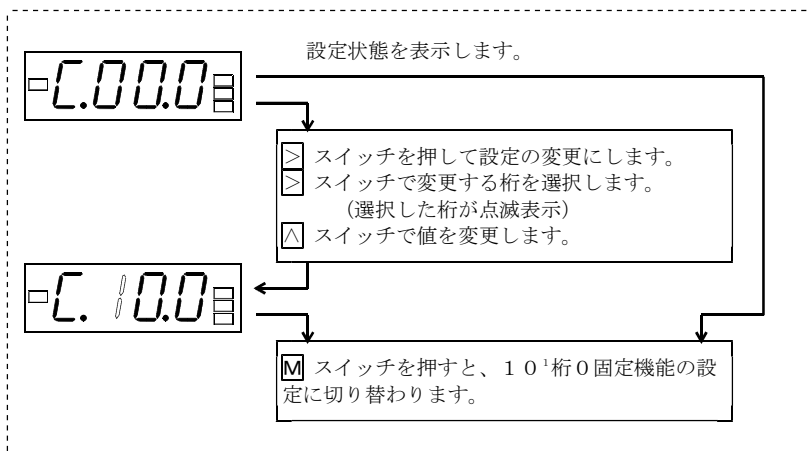 設定状態を表示します。
-C.00.0
> スイッチを押して設定の変更にします。
> スイッチで変更する桁を選択します。
(選択した桁が点滅表示)
∧ スイッチで値を変更します。
-C.10.0
M スイッチを押すと、10¹桁0固定機能の設
定に切り替わります。